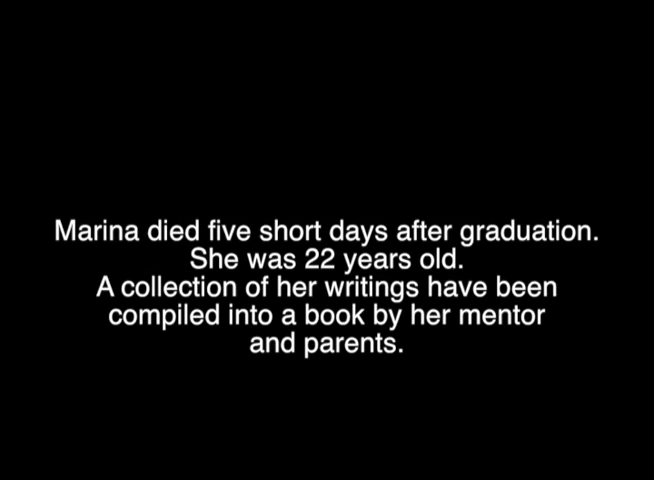 Marina died five short days after graduation.
She was 22 years old.
A collection of her writings have been
compiled into a book by her mentor
and parents.